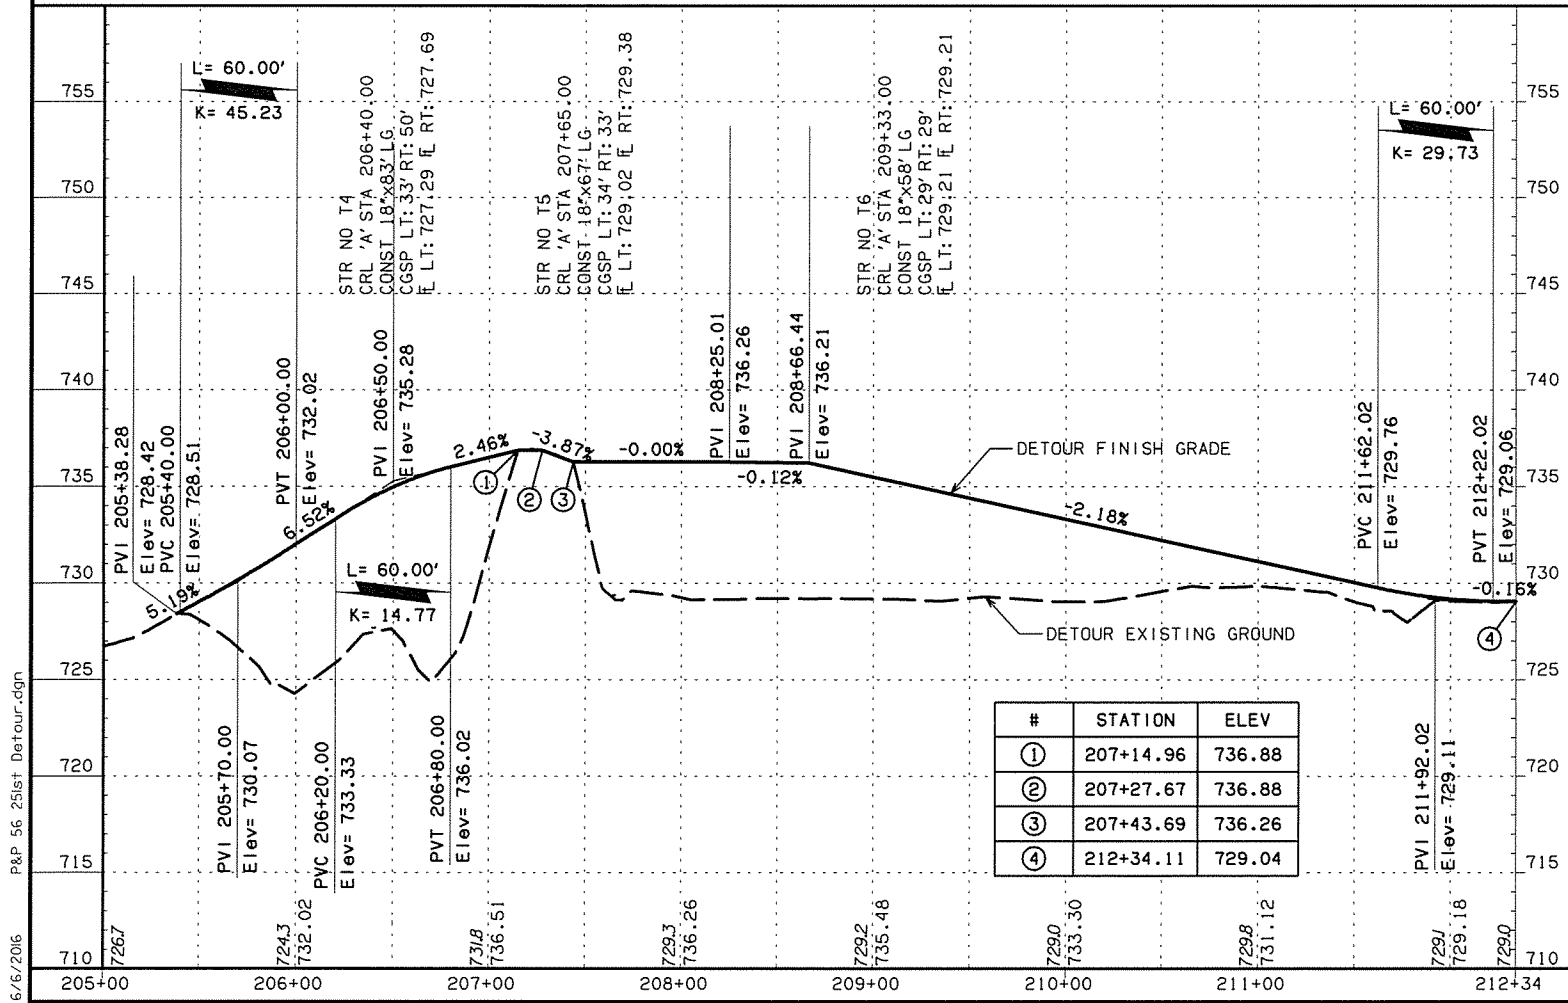 755
750
745
740
735
730
725
720
715
710
L= 60.00'
K= 45.23
STR NO T4
CRL 'A' STA 206+40.00
CONST 18"x83' LG
CGSP LT: 33' RT: 50'
FL LT: 727.29 FL RT: 727.69
STR NO T5
CRL 'A' STA 207+65.00
CONST 18"x67' LG
CGSP LT: 34' RT: 33'
FL LT: 729.02 FL RT: 729.38
STR NO T6
CRL 'A' STA 209+33.00
CONST 18"x58' LG
CGSP LT: 29' RT: 29'
FL LT: 729.21 FL RT: 729.21
L= 60.00'
K= 29.73
755
750
745
740
735
730
725
720
715
710
PVI 205+38.28
Elev= 728.42
PVC 205+40.00
Elev= 728.51
PVT 206+00.00
Elev= 732.02
PVI 206+50.00
Elev= 735.28
PVI 208+25.01
Elev= 736.26
PVI 208+66.44
Elev= 736.21
PVC 211+62.02
Elev= 729.76
PVT 212+22.02
Elev= 729.06
5.19%
6.52%
2.46%
-3.87%
-0.00%
-0.12%
-2.18%
-0.16%
1
2
3
4
DETOUR FINISH GRADE
DETOUR EXISTING GROUND
L= 60.00'
K= 14.77
PVI 205+70.00
Elev= 730.07
PVC 206+20.00
Elev= 733.33
PVT 206+80.00
Elev= 736.02
PVI 211+92.02
Elev= 729.11
# STATION ELEV
1 207+14.96 736.88
2 207+27.67 736.88
3 207+43.69 736.26
4 212+34.11 729.04
726.7
724.3
732.02
731.8
736.51
729.3
736.26
729.2
735.48
729.0
733.30
729.8
731.12
729.1
729.18
729.0
205+00 206+00 207+00 208+00 209+00 210+00 211+00 212+34
6/6/2016 P&P 56 251st Detour.dgn